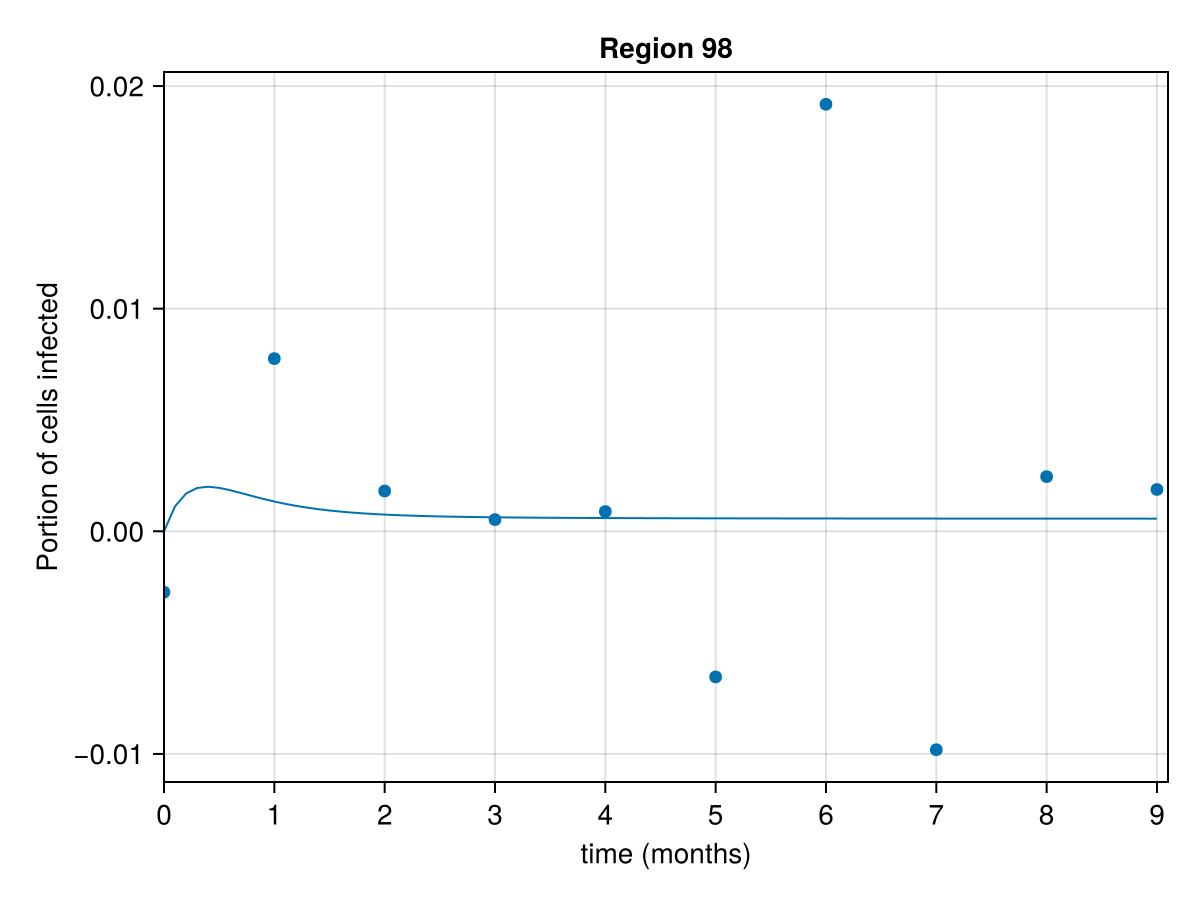 Region 98
Portion of cells infected
0.02
0.01
0.00
−0.01
0 1 2 3 4 5 6 7 8 9
time (months)